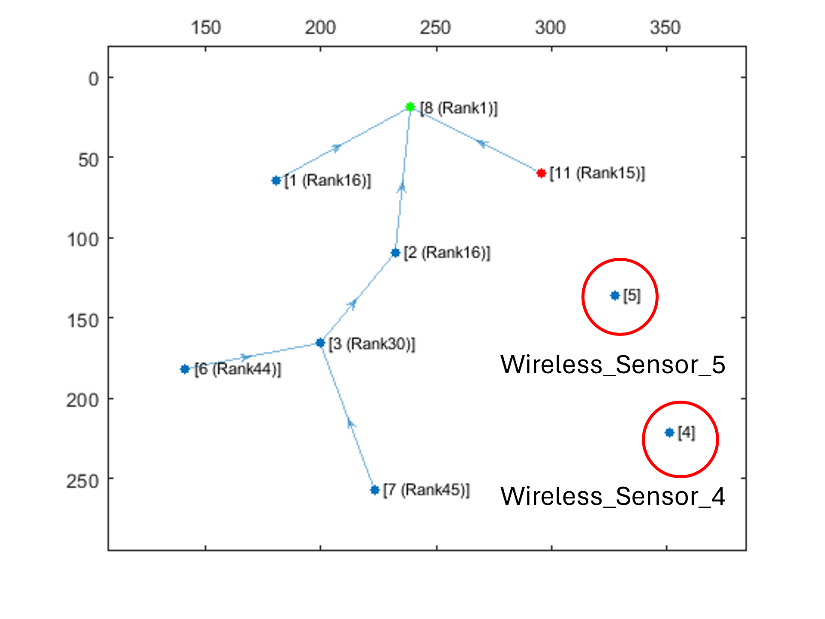 150 200 250 300 350
0
[8 (Rank1)]
50
[1 (Rank16)]
[11 (Rank15)]
100
[2 (Rank16)]
[5]
150
[3 (Rank30)]
Wireless_Sensor_5
[6 (Rank44)]
200
[4]
250
[7 (Rank45)]
Wireless_Sensor_4